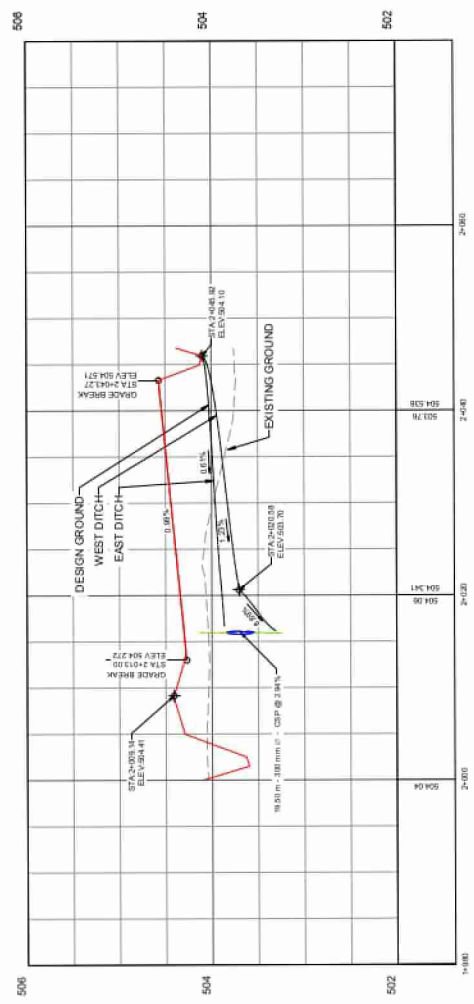 506
504
502
506
504
502
GRADE BREAK
STA 2+043.27
ELEV 504.571
STA:2+045.92
ELEV:504.10
DESIGN GROUND
WEST DITCH
EAST DITCH
EXISTING GROUND
0.99%
0.61%
1.23%
STA:2+020.58
ELEV:503.70
GRADE BREAK
STA 2+013.00
ELEV 504.272
STA:2+009.14
ELEV:504.41
19.50 m - 300 mm ∅ - CSP @ 2.94%
504.04
504.341
504.06
504.538
503.76
1+980
2+000
2+020
2+040
2+060